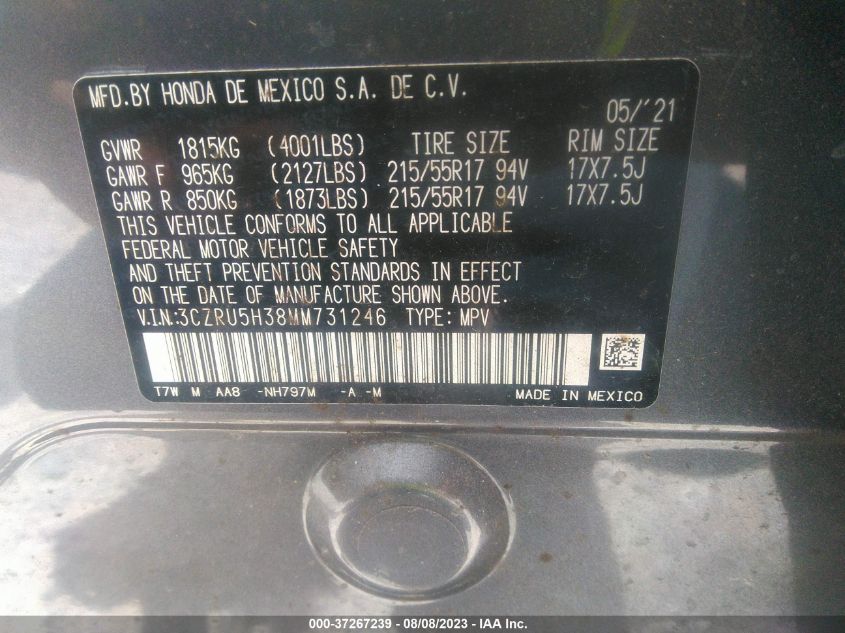 MFD.BY HONDA DE MEXICO S.A. DE C.V.
05/'21
GVWR 1815KG (4001LBS) TIRE SIZE RIM SIZE
GAWR F 965KG (2127LBS) 215/55R17 94V 17X7.5J
GAWR R 850KG (1873LBS) 215/55R17 94V 17X7.5J
THIS VEHICLE CONFORMS TO ALL APPLICABLE
FEDERAL MOTOR VEHICLE SAFETY
AND THEFT PREVENTION STANDARDS IN EFFECT
ON THE DATE OF MANUFACTURE SHOWN ABOVE.
V.I.N:3CZRU5H38MM731246 TYPE: MPV
T7W M AA8 -NH797M -A -M MADE IN MEXICO
000-37267239 - 08/08/2023 - IAA Inc.